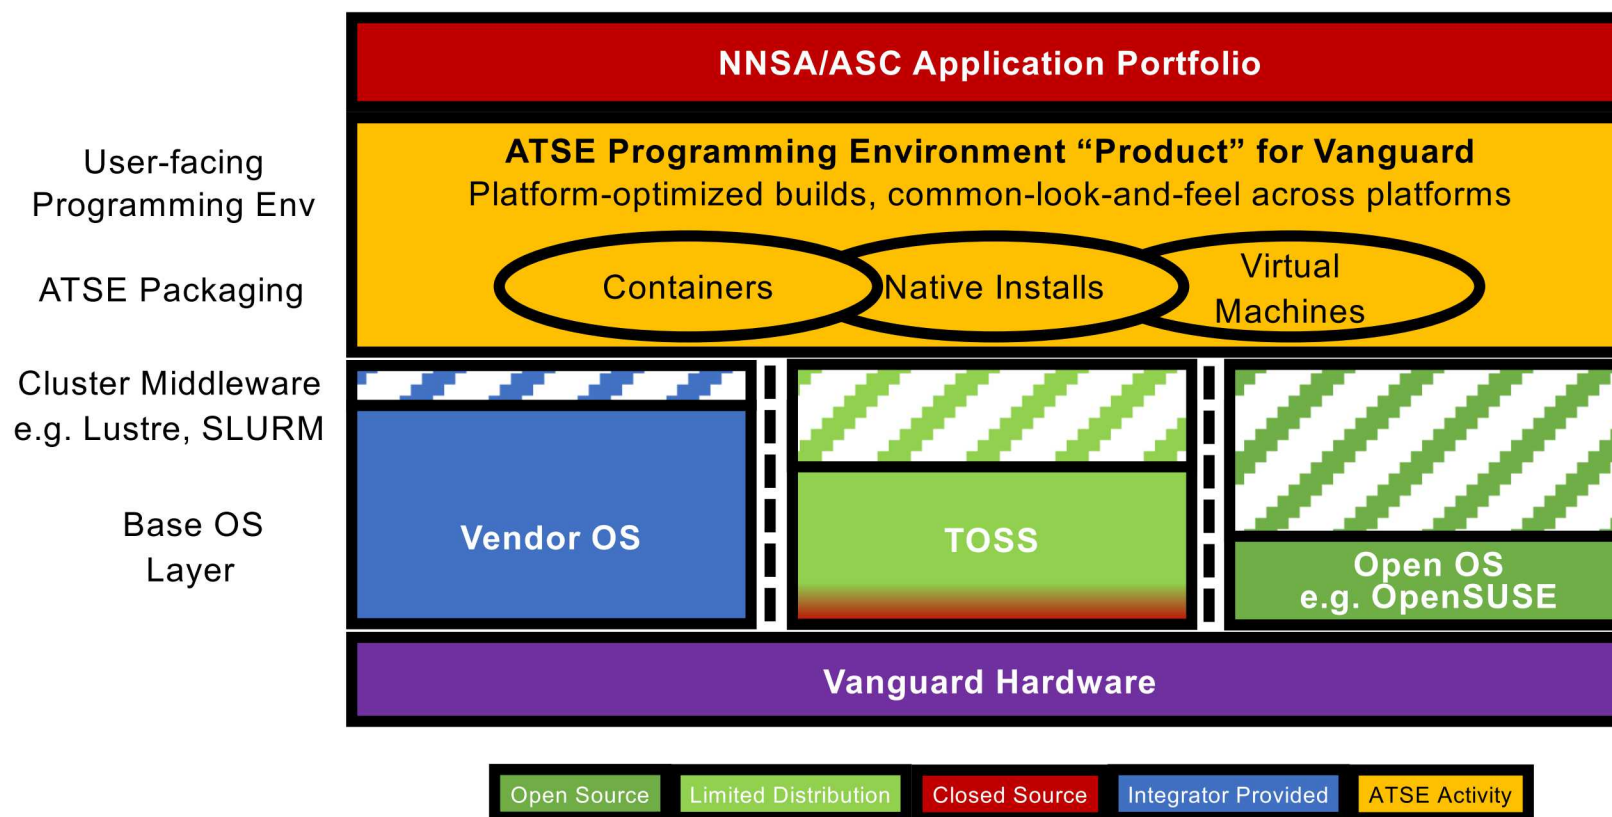 NNSA/ASC Application Portfolio
User-facing
Programming Env
ATSE Programming Environment “Product” for Vanguard
Platform-optimized builds, common-look-and-feel across platforms
ATSE Packaging
Containers
Native Installs
Virtual
Machines
Cluster Middleware
e.g. Lustre, SLURM
Base OS
Layer
Vendor OS
TOSS
Open OS
e.g. OpenSUSE
Vanguard Hardware
Open Source
Limited Distribution
Closed Source
Integrator Provided
ATSE Activity